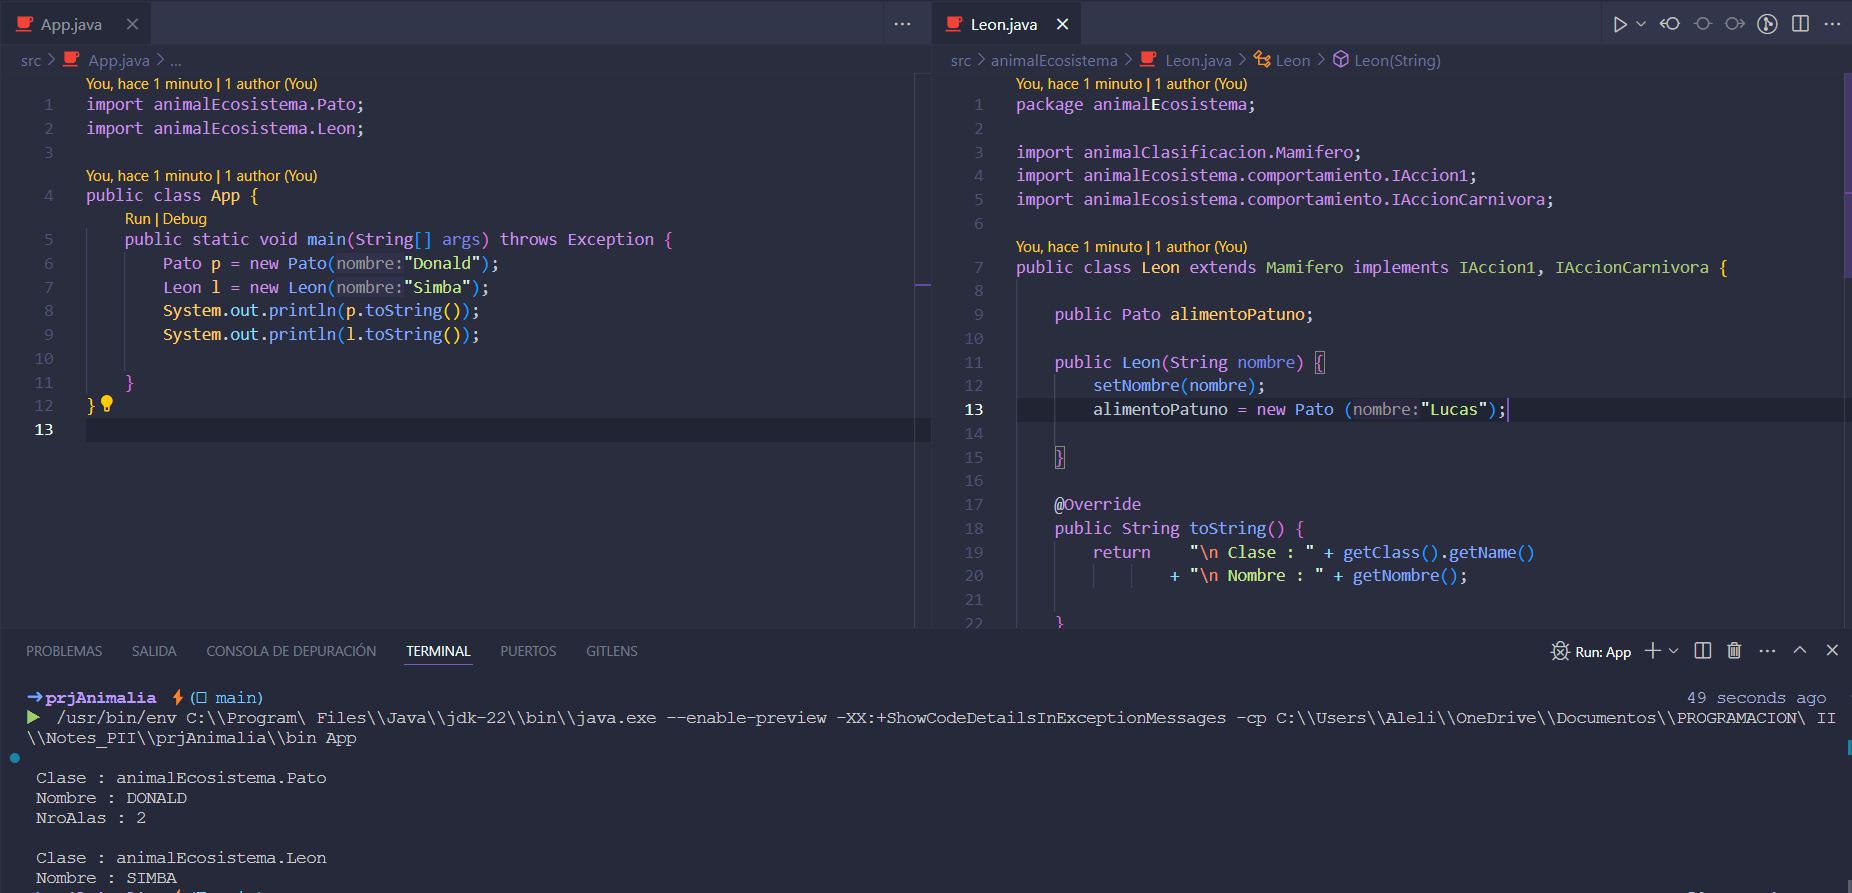 App.java
src > App.java > ...
You, hace 1 minuto | 1 author (You)
1 import animalEcosistema.Pato;
2 import animalEcosistema.Leon;
3
You, hace 1 minuto | 1 author (You)
4 public class App {
Run | Debug
5 public static void main(String[] args) throws Exception {
6 Pato p = new Pato(nombre:"Donald");
7 Leon l = new Leon(nombre:"Simba");
8 System.out.println(p.toString());
9 System.out.println(l.toString());
10
11 }
12 }
13
Leon.java
src > animalEcosistema > Leon.java > Leon > Leon(String)
You, hace 1 minuto | 1 author (You)
1 package animalEcosistema;
2
3 import animalClasificacion.Mamifero;
4 import animalEcosistema.comportamiento.IAccion1;
5 import animalEcosistema.comportamiento.IAccionCarnivora;
6
You, hace 1 minuto | 1 author (You)
7 public class Leon extends Mamifero implements IAccion1, IAccionCarnivora {
8
9 public Pato alimentoPatuno;
10
11 public Leon(String nombre) {
12 setNombre(nombre);
13 alimentoPatuno = new Pato (nombre:"Lucas");
14
15 }
16
17 @Override
18 public String toString() {
19 return "\n Clase : " + getClass().getName()
20 + "\n Nombre : " + getNombre();
21
22 }
PROBLEMAS SALIDA CONSOLA DE DEPURACIÓN TERMINAL PUERTOS GITLENS
Run: App
prjAnimalia ( main) 49 seconds ago
/usr/bin/env C:\\Program\ Files\\Java\\jdk-22\\bin\\java.exe --enable-preview -XX:+ShowCodeDetailsInExceptionMessages -cp C:\\Users\\Aleli\\OneDrive\\Documentos\\PROGRAMACION\ II
\\Notes_PII\\prjAnimalia\\bin App
Clase : animalEcosistema.Pato
Nombre : DONALD
NroAlas : 2
Clase : animalEcosistema.Leon
Nombre : SIMBA